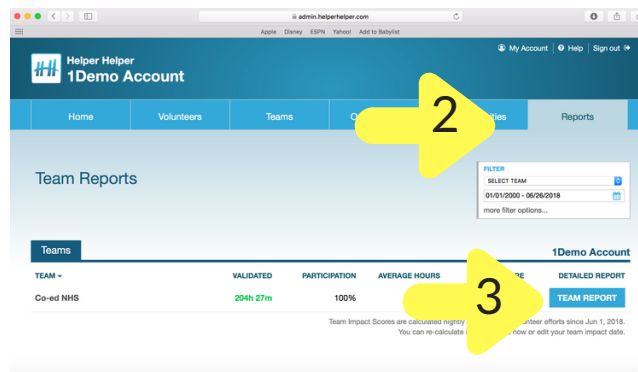 admin.helperhelper.com
Apple Disney ESPN Yahoo! Add to Babylist
My Account Help Sign out
Helper Helper
1Demo Account
Home Volunteers Teams 2 Reports
Team Reports
FILTER
SELECT TEAM
01/01/2000 - 06/26/2018
more filter options...
Teams 1Demo Account
TEAM VALIDATED PARTICIPATION AVERAGE HOURS DETAILED REPORT
Co-ed NHS 204h 27m 100% 3 TEAM REPORT
Team Impact Scores are calculated nightly efforts since Jun 1, 2018.
You can re-calculate now or edit your team impact date.